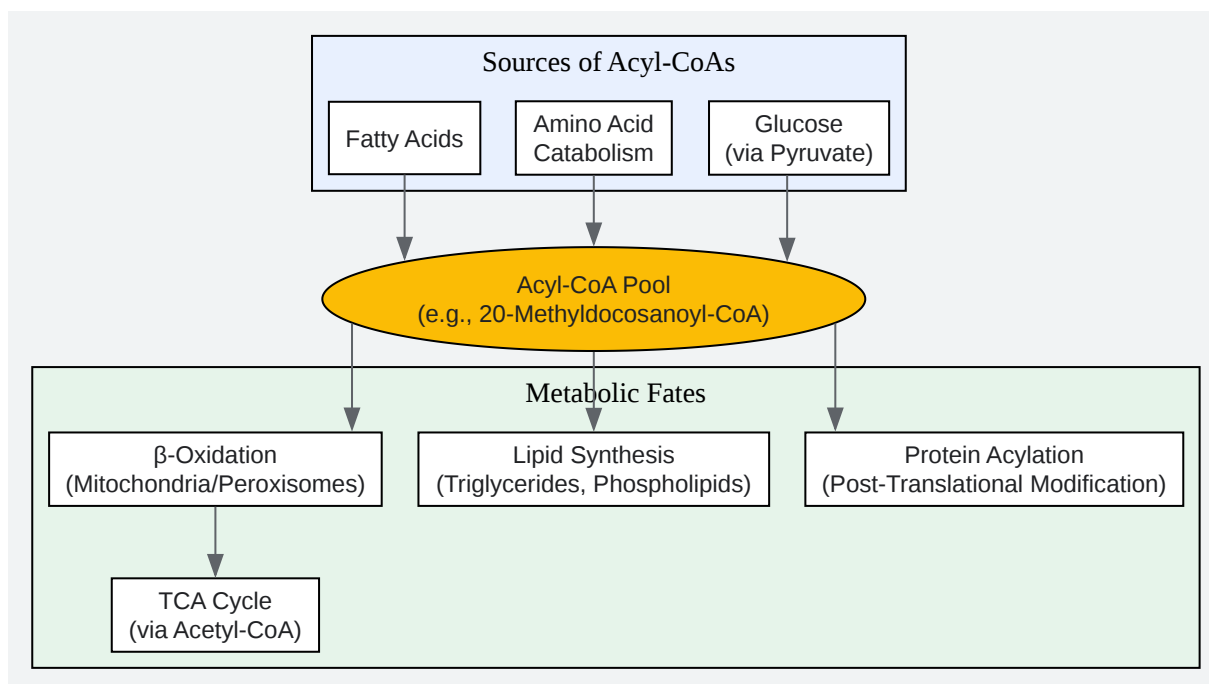 Sources of Acyl-CoAs
Fatty Acids
Amino Acid
Catabolism
Glucose
(via Pyruvate)
Acyl-CoA Pool
(e.g., 20-Methyldocosanoyl-CoA)
Metabolic Fates
β-Oxidation
(Mitochondria/Peroxisomes)
Lipid Synthesis
(Triglycerides, Phospholipids)
Protein Acylation
(Post-Translational Modification)
TCA Cycle
(via Acetyl-CoA)